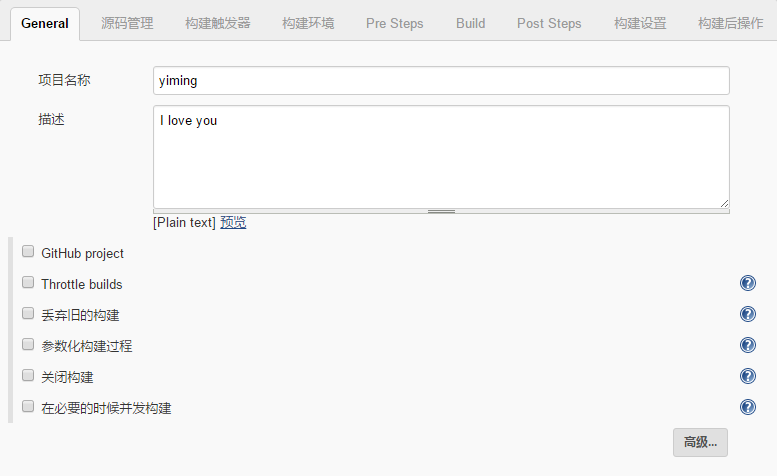 General 源码管理 构建触发器 构建环境 Pre Steps Build Post Steps 构建设置 构建后操作
项目名称 yiming
描述 I love you
[Plain text] 预览
GitHub project
Throttle builds
丢弃旧的构建
参数化构建过程
关闭构建
在必要的时候并发构建
高级...